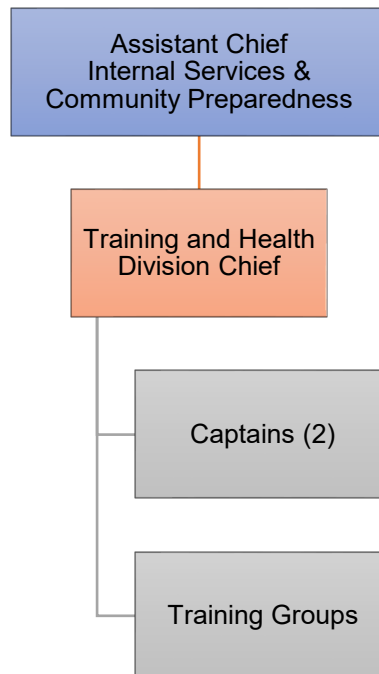 Assistant Chief
Internal Services &
Community Preparedness
Training and Health
Division Chief
Captains (2)
Training Groups